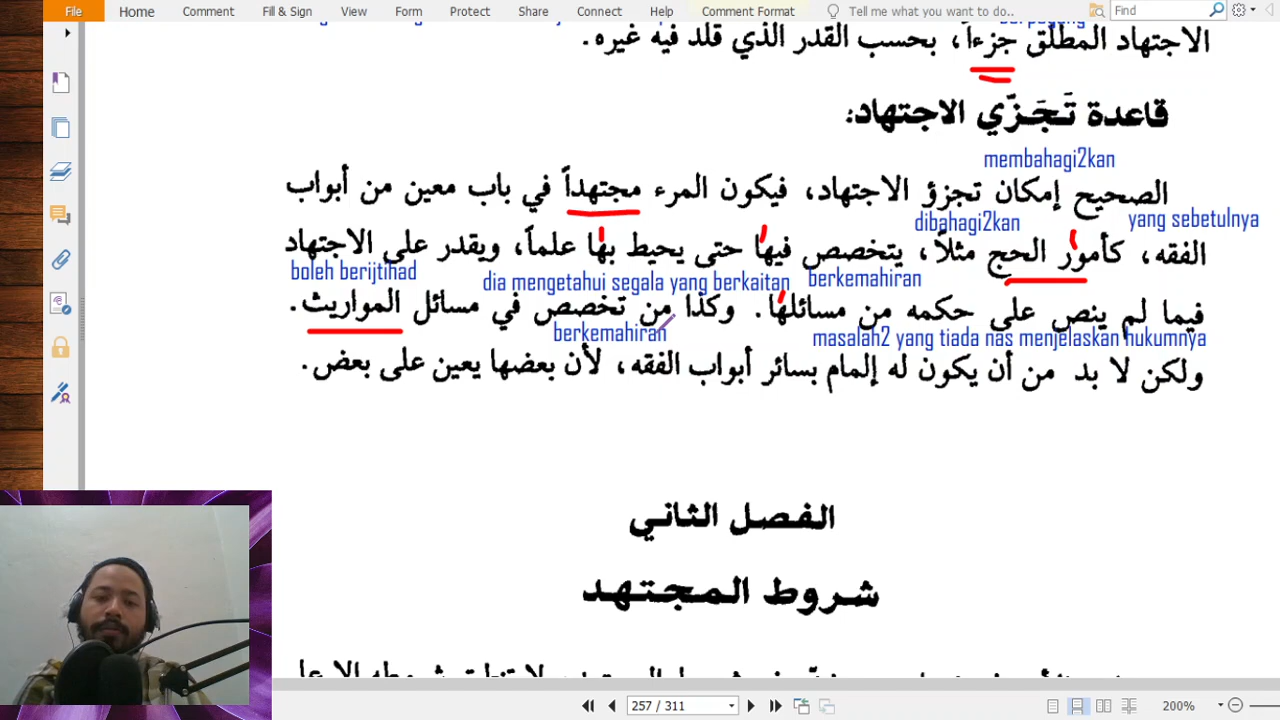 File Home Comment Fill & Sign View Form Protect Share Connect Help Comment Format Tell me what you want to do.. Find
الاجتهاد المطلق جزءاً، بحسب القدر الذي قلد فيه غيره.
قاعدة تَجَزّي الاجتهاد:
membahagi2kan
الصحيح إمكان تجزؤ الاجتهاد، فيكون المرء مجتهداً في باب معين من أبواب
dibahagi2kan yang sebetulnya
الفقه، كأمور الحج مثلاً، يتخصص فيها حتى يحيط بها علماً، ويقدر على الاجتهاد
boleh berijtihad dia mengetahui segala yang berkaitan berkemahiran
فيما لم ينص على حكمه من مسائلها. وكذا من تخصص في مسائل المواريث.
berkemahiran masalah2 yang tiada nas menjelaskan hukumnya
ولكن لا بد من أن يكون له إلمام بسائر أبواب الفقه، لأن بعضها يعين على بعض.
الفصل الثاني
شروط المجتهد
257 / 311 200%